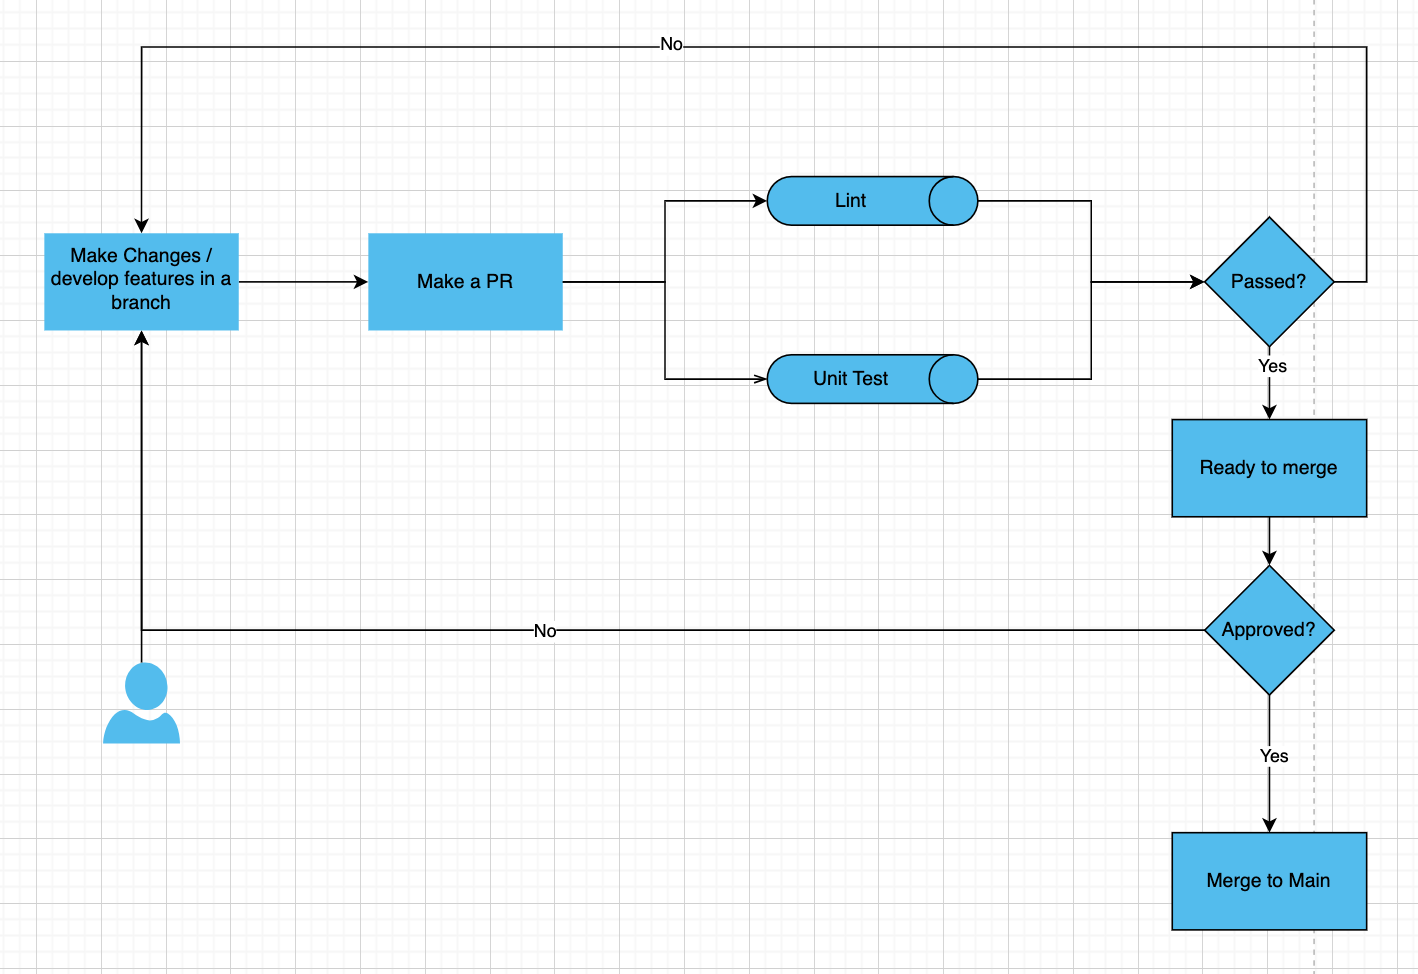 No
Make Changes /
develop features in a
branch
Make a PR
Lint
Unit Test
Passed?
Yes
Ready to merge
Approved?
No
Yes
Merge to Main